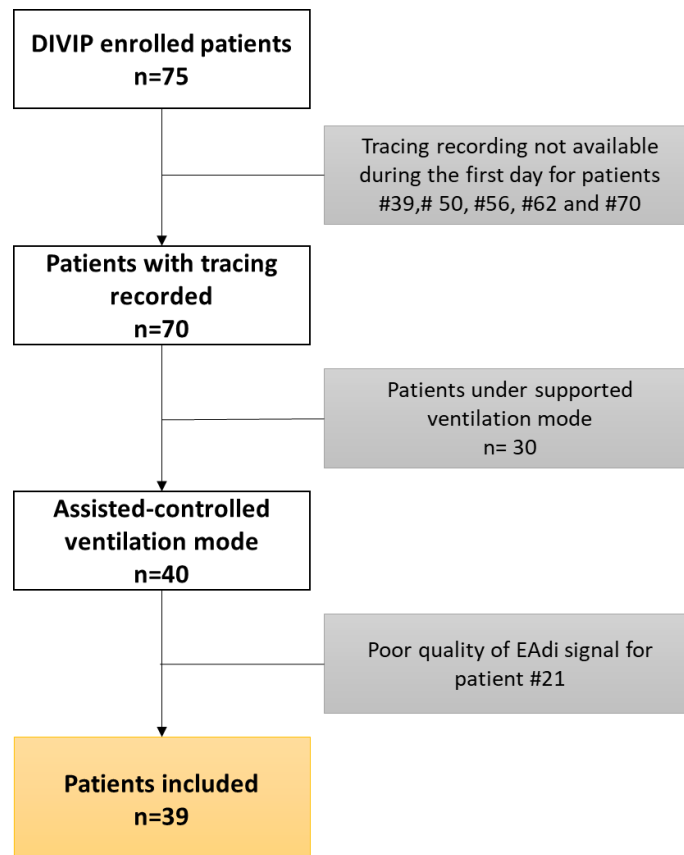 DIVIP enrolled patients
n=75
Tracing recording not available
during the first day for patients
#39,# 50, #56, #62 and #70
Patients with tracing
recorded
n=70
Patients under supported
ventilation mode
n= 30
Assisted-controlled
ventilation mode
n=40
Poor quality of EAdi signal for
patient #21
Patients included
n=39